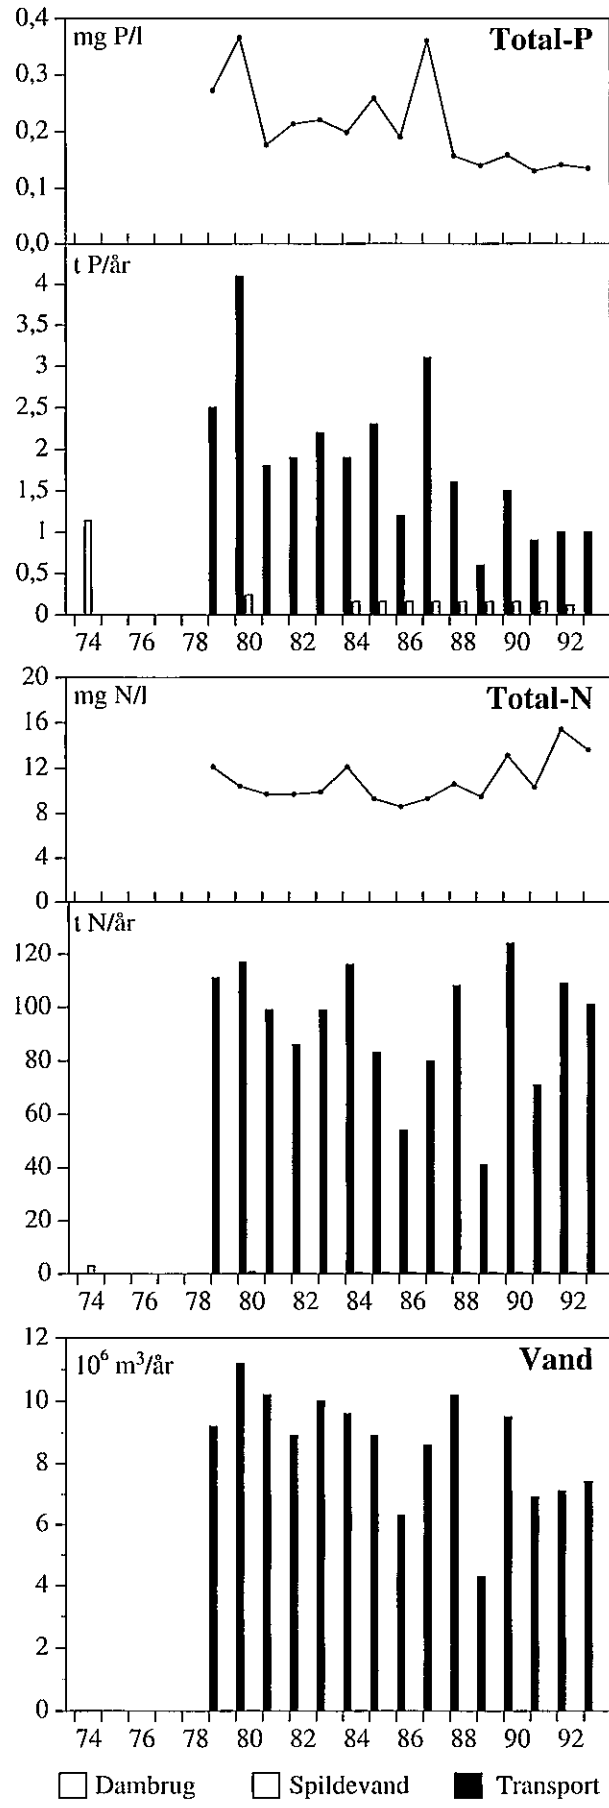 0,4
mg P/l
Total-P
0,3
0,2
0,1
0,0
t P/år
4
3,5
3
2,5
2
1,5
1
0,5
0
74 76 78 80 82 84 86 88 90 92
20
mg N/l
Total-N
16
12
8
4
0
t N/år
120
100
80
60
40
20
0
74 76 78 80 82 84 86 88 90 92
12
10⁶ m³/år
Vand
10
8
6
4
2
0
74 76 78 80 82 84 86 88 90 92
Dambrug Spildevand Transport